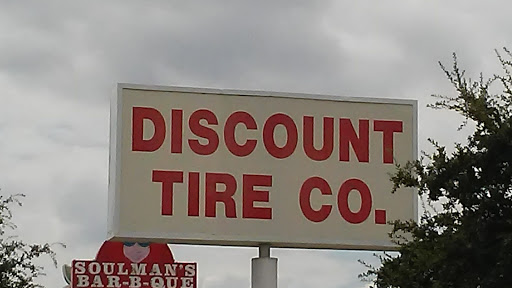 DISCOUNT
TIRE CO.
SOULMAN'S
BAR-B-QUE